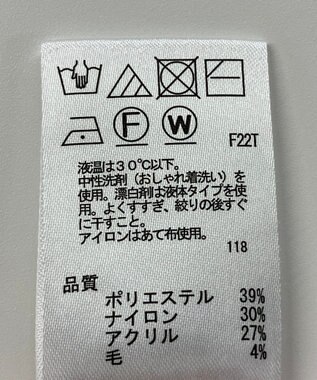 F W F22T
液温は30℃以下。
中性洗剤(おしゃれ着洗い)を
使用。漂白剤は液体タイプを使
用。よくすすぎ、絞りの後すぐ
に干すこと。
アイロンはあて布使用。
118
品質
ポリエステル 39%
ナイロン 30%
アクリル 27%
毛 4%